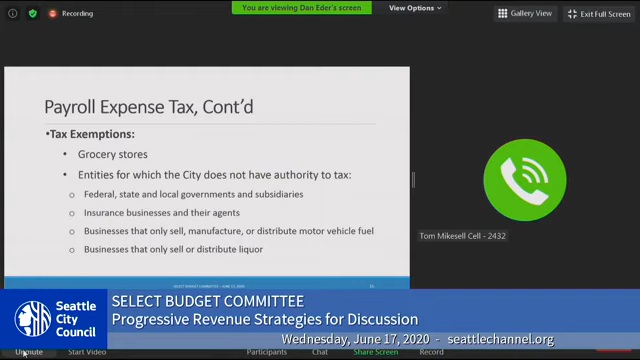 Recording
You are viewing Dan Eder's screen
View Options
Gallery View
Exit Full Screen
Payroll Expense Tax, Cont'd
•Tax Exemptions:
• Grocery stores
• Entities for which the City does not have authority to tax:
o Federal, state and local governments and subsidiaries
o Insurance businesses and their agents
o Businesses that only sell, manufacture, or distribute motor vehicle fuel
o Businesses that only sell or distribute liquor
Tom Mikesell Cell - 2432
SELECT BUDGET COMMITTEE
Seattle
City
Council
SELECT BUDGET COMMITTEE
Progressive Revenue Strategies for Discussion
Wednesday, June 17, 2020 - seattlechannel.org
Unmute
Start Video
Participants
Chat
Share Screen
Record